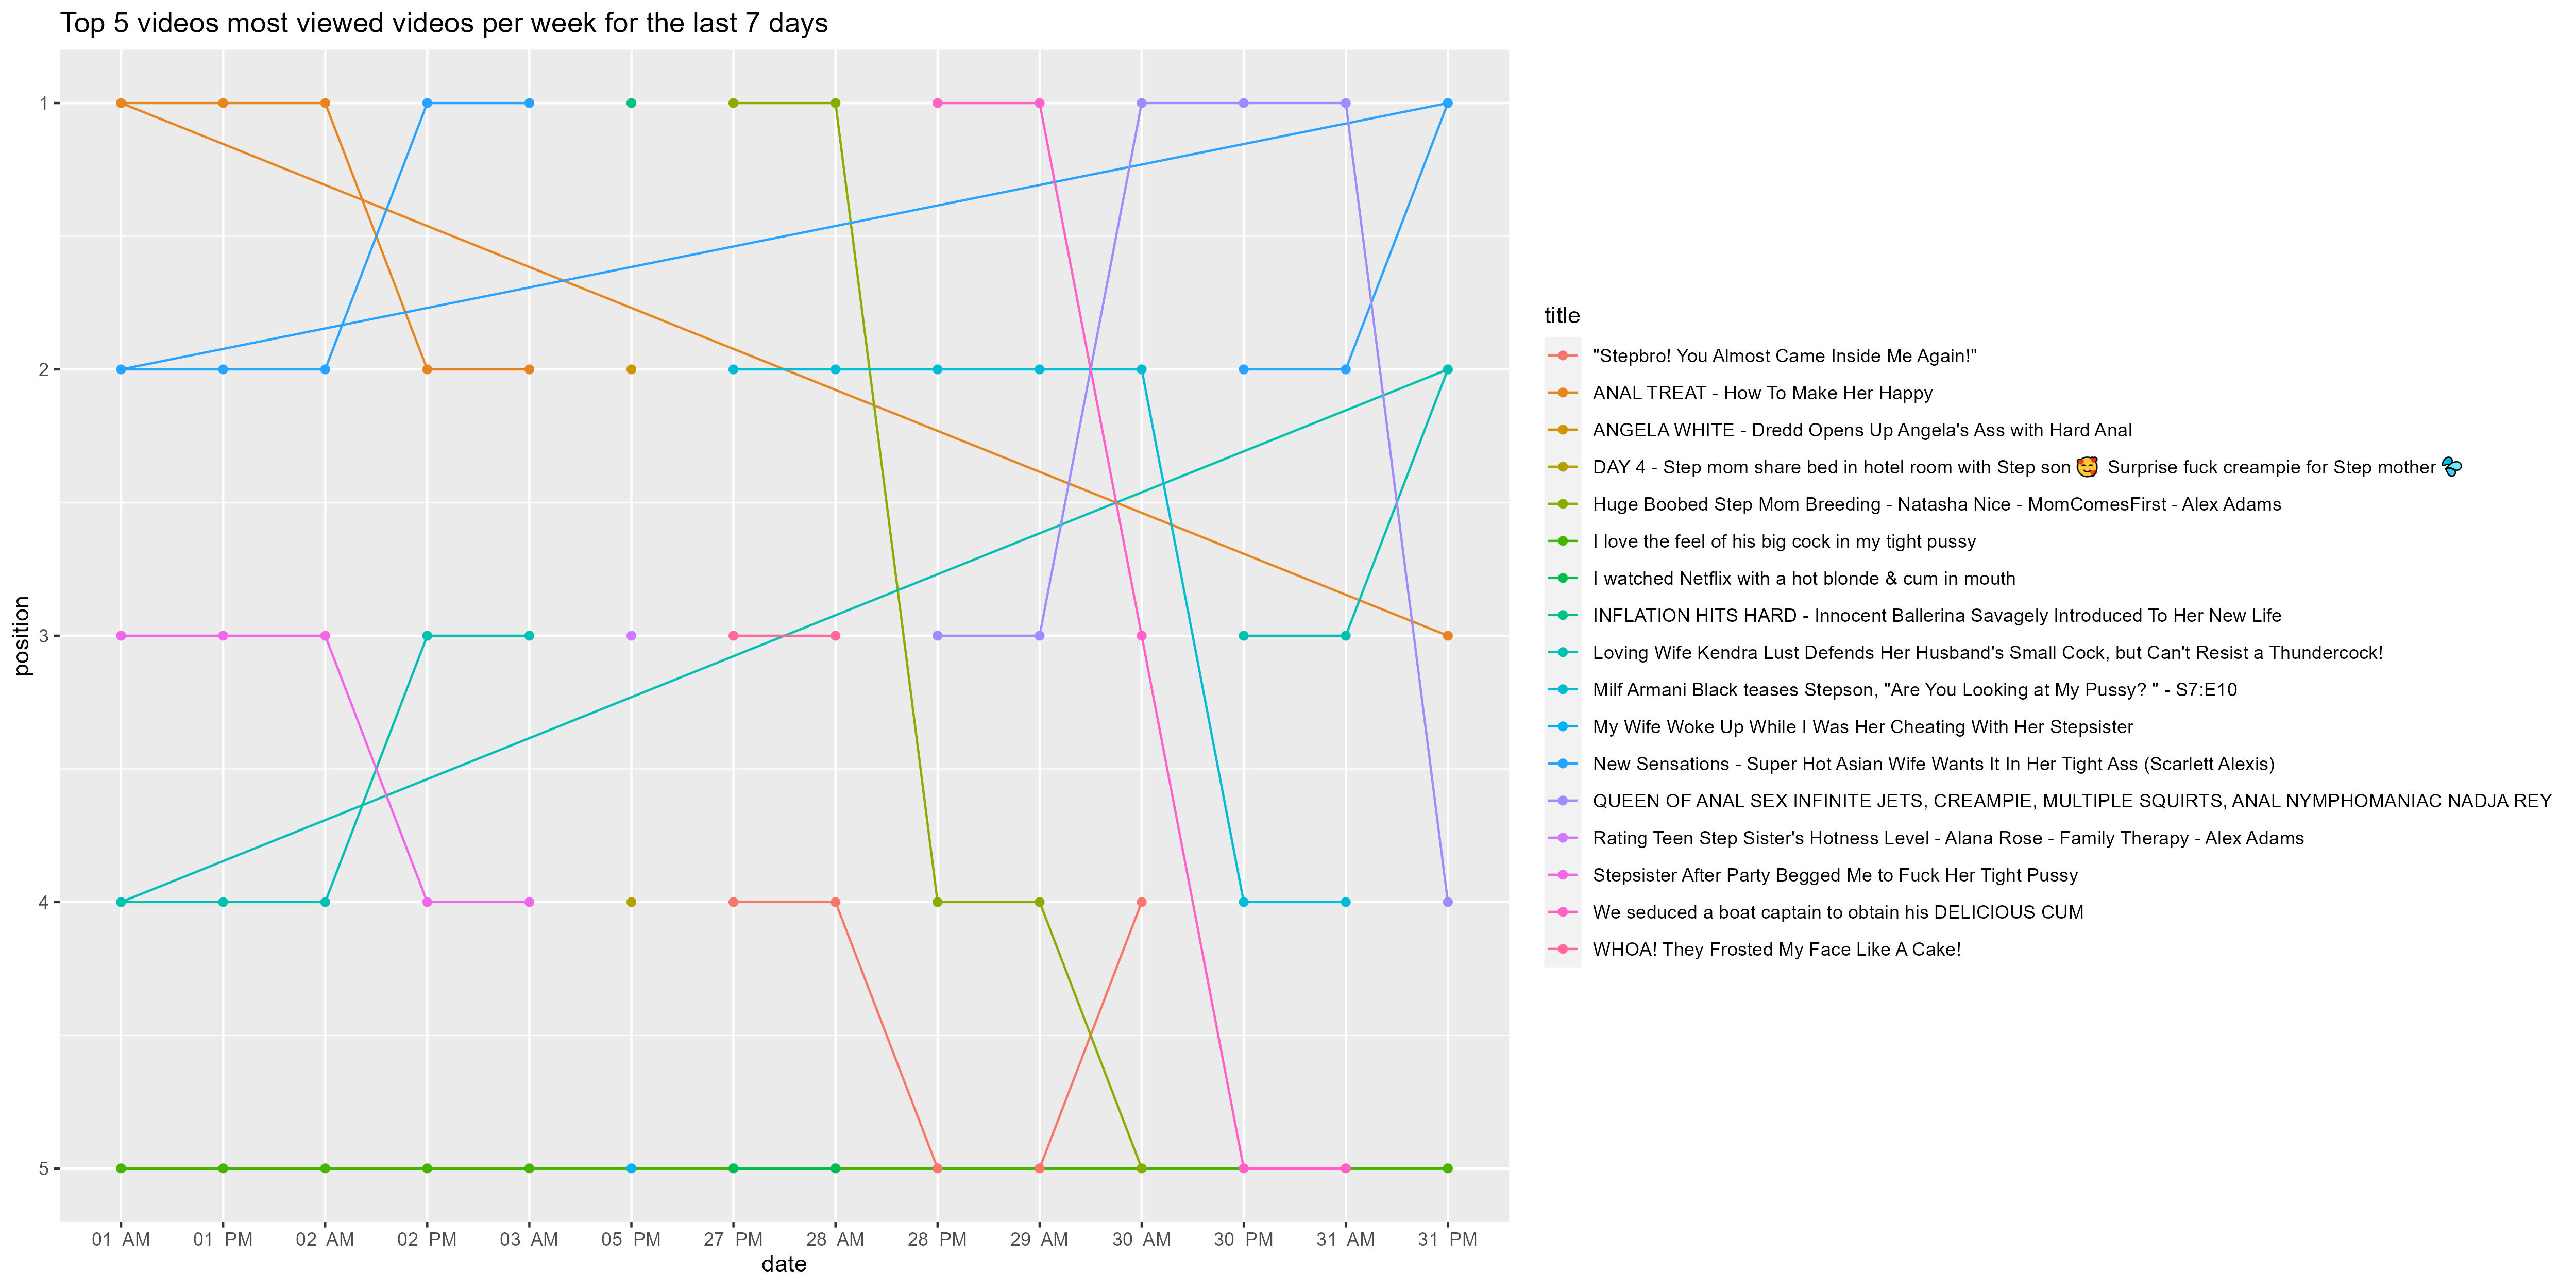 Top 5 videos most viewed videos per week for the last 7 days
position
1
2
3
4
5
01 AM 01 PM 02 AM 02 PM 03 AM 05 PM 27 PM 28 AM 28 PM 29 AM 30 AM 30 PM 31 AM 31 PM
date
title
"Stepbro! You Almost Came Inside Me Again!"
ANAL TREAT - How To Make Her Happy
ANGELA WHITE - Dredd Opens Up Angela's Ass with Hard Anal
DAY 4 - Step mom share bed in hotel room with Step son 🥰 Surprise fuck creampie for Step mother 💦
Huge Boobed Step Mom Breeding - Natasha Nice - MomComesFirst - Alex Adams
I love the feel of his big cock in my tight pussy
I watched Netflix with a hot blonde & cum in mouth
INFLATION HITS HARD - Innocent Ballerina Savagely Introduced To Her New Life
Loving Wife Kendra Lust Defends Her Husband's Small Cock, but Can't Resist a Thundercock!
Milf Armani Black teases Stepson, "Are You Looking at My Pussy? " - S7:E10
My Wife Woke Up While I Was Her Cheating With Her Stepsister
New Sensations - Super Hot Asian Wife Wants It In Her Tight Ass (Scarlett Alexis)
QUEEN OF ANAL SEX INFINITE JETS, CREAMPIE, MULTIPLE SQUIRTS, ANAL NYMPHOMANIAC NADJA REY
Rating Teen Step Sister's Hotness Level - Alana Rose - Family Therapy - Alex Adams
Stepsister After Party Begged Me to Fuck Her Tight Pussy
We seduced a boat captain to obtain his DELICIOUS CUM
WHOA! They Frosted My Face Like A Cake!